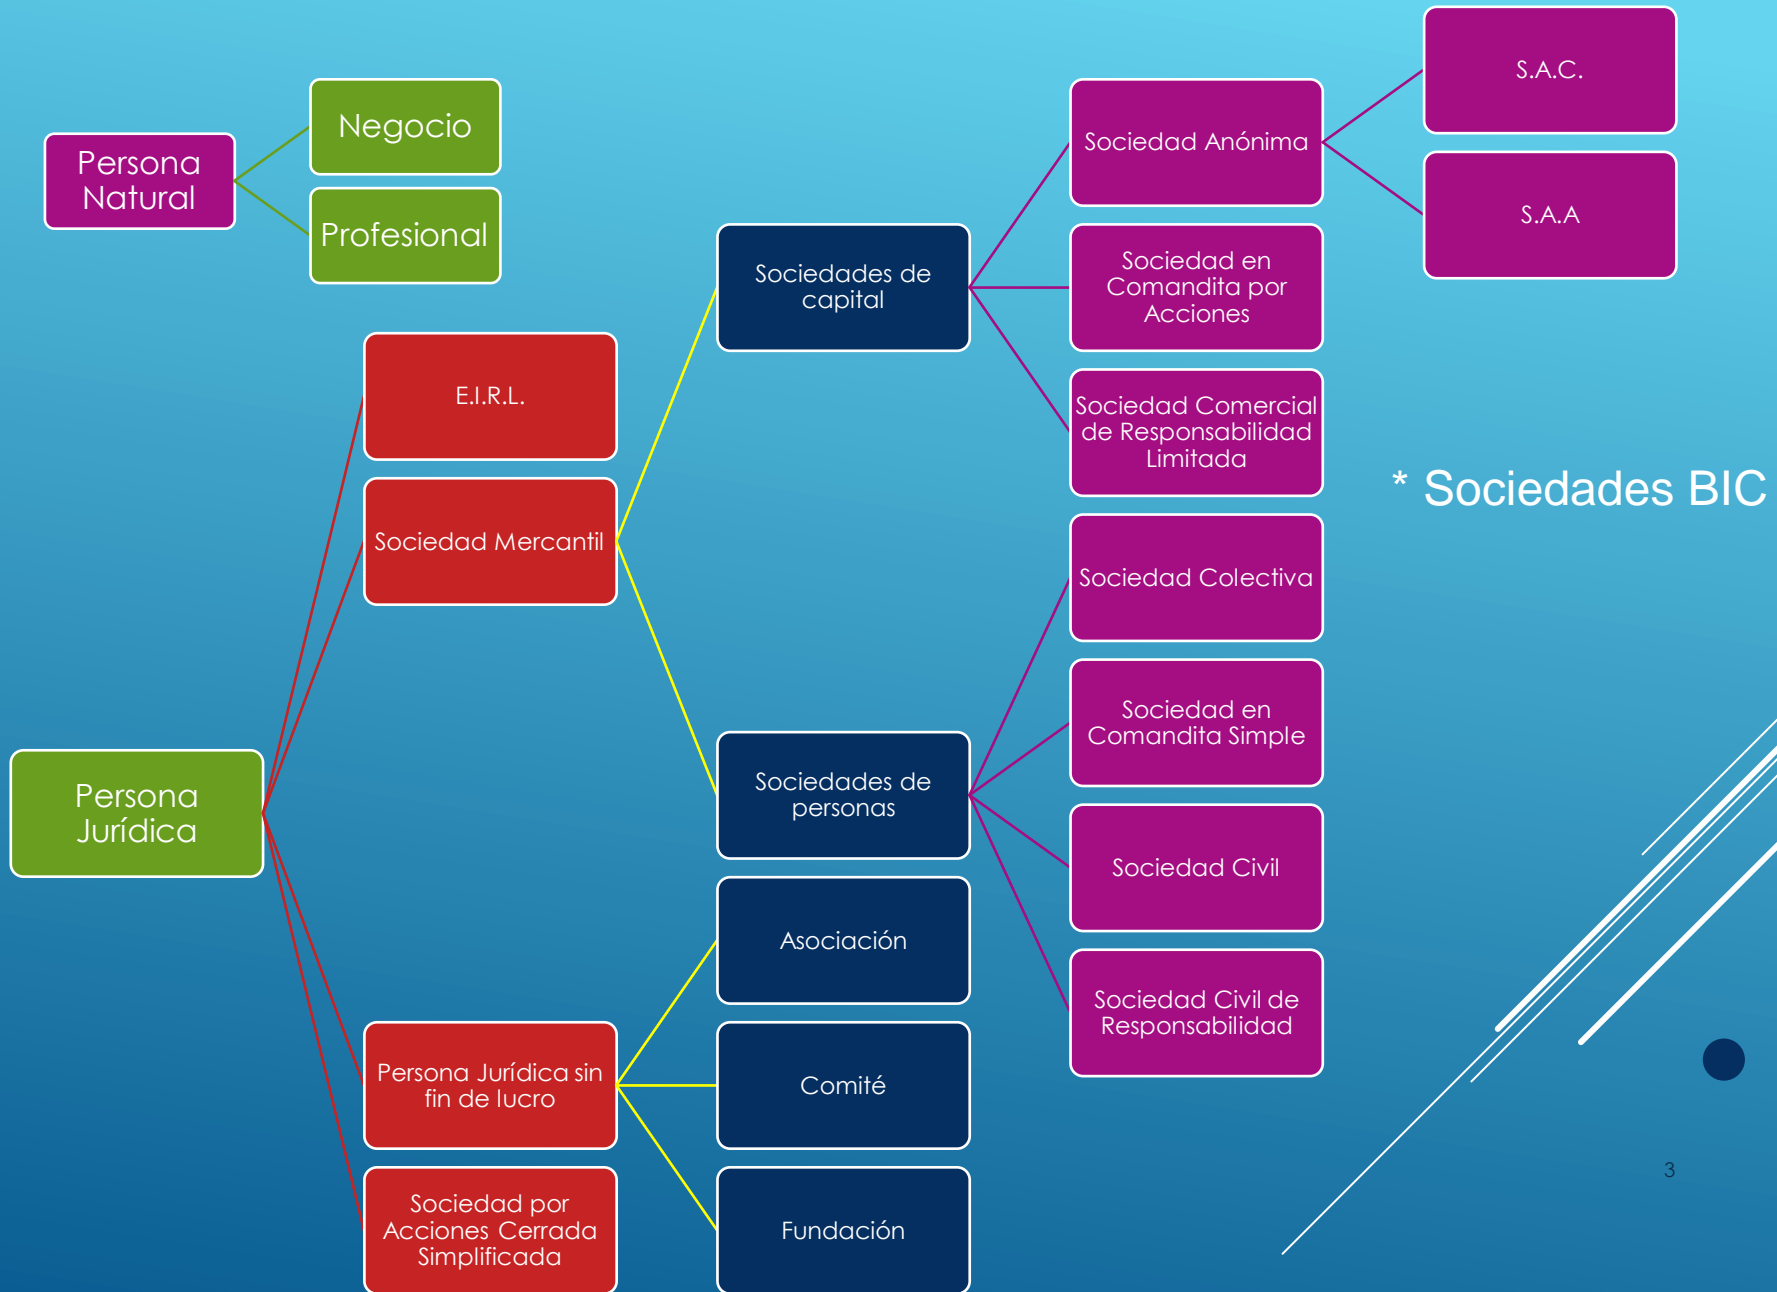 Persona
Natural
Negocio
Profesional
Persona
Jurídica
E.I.R.L.
Sociedad Mercantil
Sociedades de
capital
Sociedad Anónima
S.A.C.
S.A.A
Sociedad en
Comandita por
Acciones
Sociedad Comercial
de Responsabilidad
Limitada
Sociedades de
personas
Sociedad Colectiva
Sociedad en
Comandita Simple
Sociedad Civil
Sociedad Civil de
Responsabilidad
Persona Jurídica sin
fin de lucro
Asociación
Comité
Fundación
Sociedad por
Acciones Cerrada
Simplificada
* Sociedades BIC
3